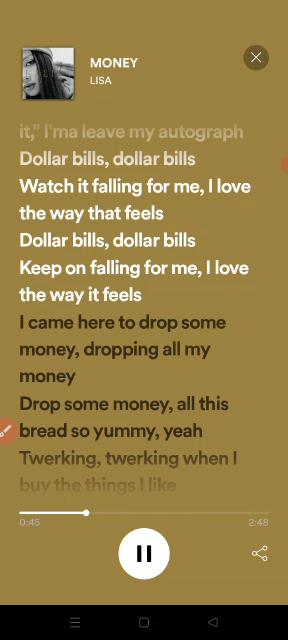 MONEY
LISA
it," I'ma leave my autograph
Dollar bills, dollar bills
Watch it falling for me, I love
the way that feels
Dollar bills, dollar bills
Keep on falling for me, I love
the way it feels
I came here to drop some
money, dropping all my
money
Drop some money, all this
bread so yummy, yeah
Twerking, twerking when I
buy the things I like
0:45
2:48